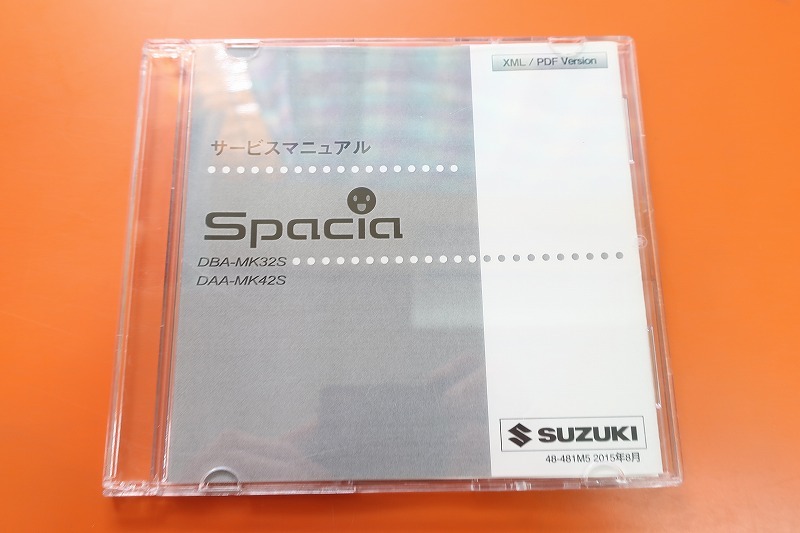 XML / PDF Version
サービスマニュアル
Spacia
DBA-MK32S
DAA-MK42S
SUZUKI
48-481M5 2015年8月